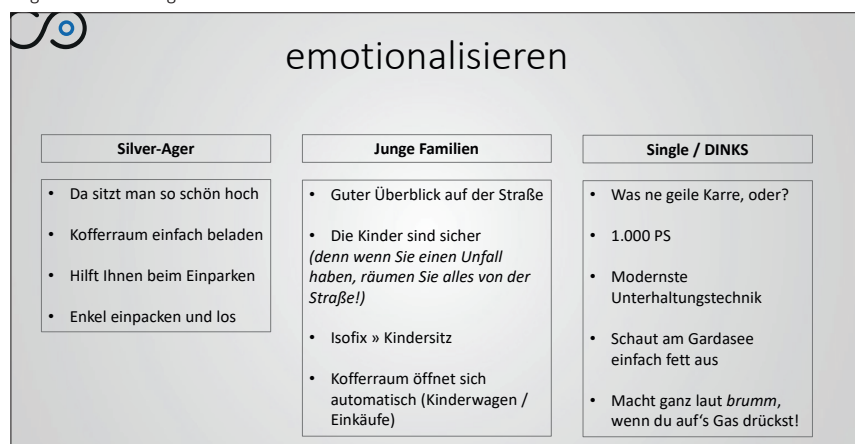 emotionalisieren
Silver-Ager
• Da sitzt man so schön hoch
• Kofferraum einfach beladen
• Hilft Ihnen beim Einparken
• Enkel einpacken und los
Junge Familien
• Guter Überblick auf der Straße
• Die Kinder sind sicher
(denn wenn Sie einen Unfall
haben, räumen Sie alles von der
Straße!)
• Isofix » Kindersitz
• Kofferraum öffnet sich
automatisch (Kinderwagen /
Einkäufe)
Single / DINKS
• Was ne geile Karre, oder?
• 1.000 PS
• Modernste
Unterhaltungstechnik
• Schaut am Gardasee
einfach fett aus
• Macht ganz laut brumm,
wenn du auf‘s Gas drückst!